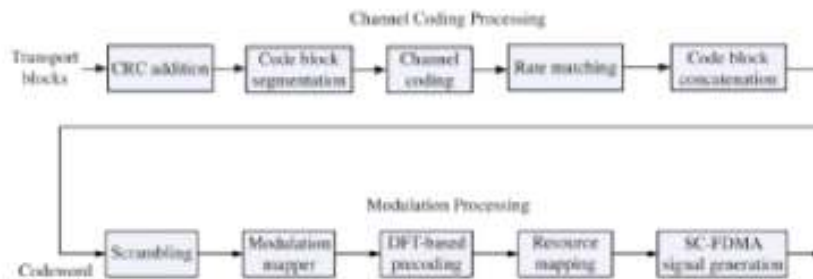 Channel Coding Processing
Transport
blocks
CRC addition
Code block
segmentation
Channel
coding
Rate matching
Code block
concatenation
Modulation Processing
Codeword
Scrambling
Modulation
mapper
DFT-based
precoding
Resource
mapping
SC-FDMA
signal generation